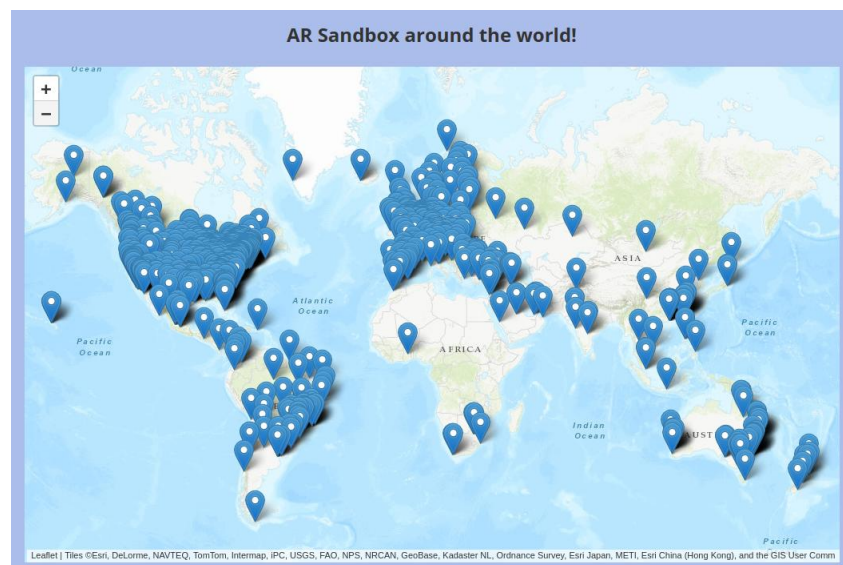 AR Sandbox around the world!
Ocean
+
−
ASIA
Atlantic
Ocean
Pacific
Ocean
Pacific
Ocean
AFRICA
Indian
Ocean
AUST
Pacific
Leaflet | Tiles ©Esri, DeLorme, NAVTEQ, TomTom, Intermap, iPC, USGS, FAO, NPS, NRCAN, GeoBase, Kadaster NL, Ordnance Survey, Esri Japan, METI, Esri China (Hong Kong), and the GIS User Comm